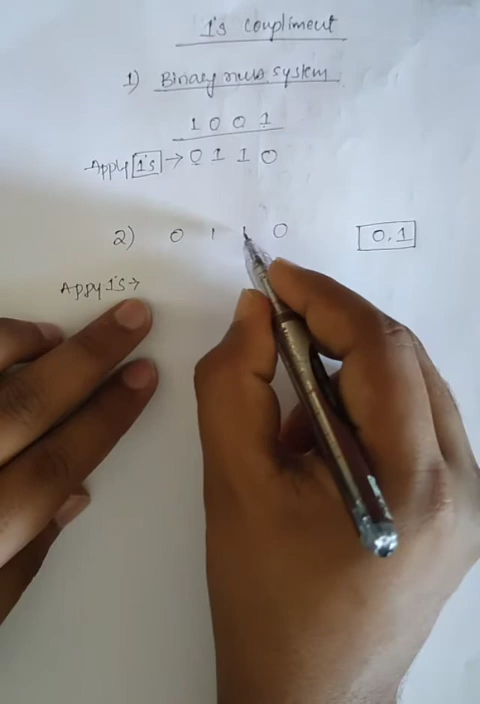 1's compliment
1) Binary num system
1 0 0 1
Apply 1's → 0 1 1 0
2) 0 1 1 0
0,1
Appy 1's →